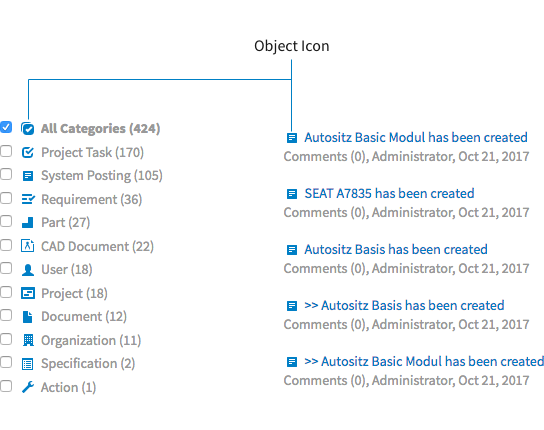 Object Icon
All Categories (424)
Project Task (170)
System Posting (105)
Requirement (36)
Part (27)
CAD Document (22)
User (18)
Project (18)
Document (12)
Organization (11)
Specification (2)
Action (1)
Autositz Basic Modul has been created
Comments (0), Administrator, Oct 21, 2017
SEAT A7835 has been created
Comments (0), Administrator, Oct 21, 2017
Autositz Basis has been created
Comments (0), Administrator, Oct 21, 2017
>> Autositz Basis has been created
Comments (0), Administrator, Oct 21, 2017
>> Autositz Basic Modul has been created
Comments (0), Administrator, Oct 21, 2017